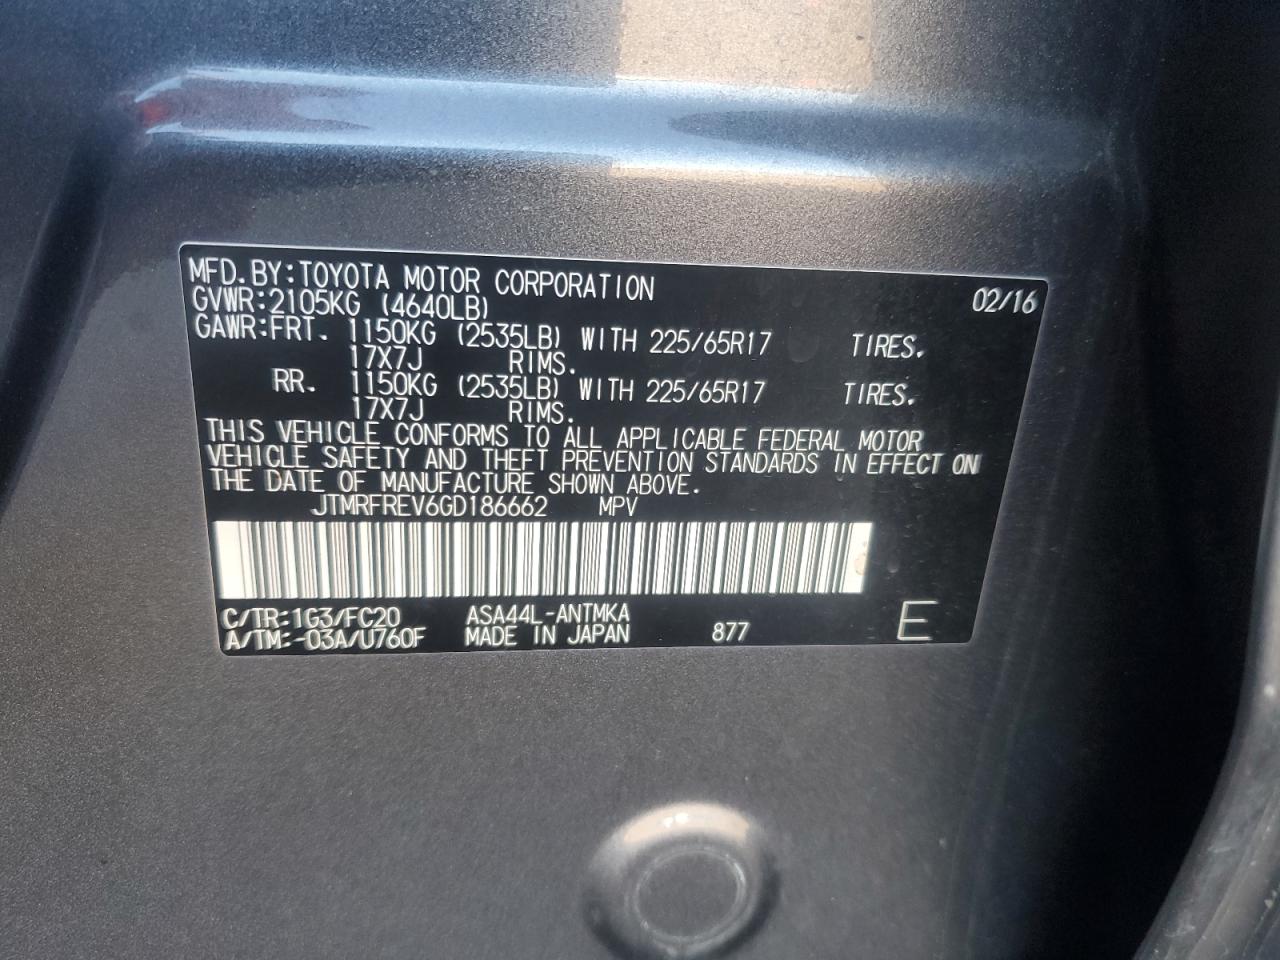 MFD.BY:TOYOTA MOTOR CORPORATION 02/16
GVWR:2105KG (4640LB)
GAWR:FRT. 1150KG (2535LB) WITH 225/65R17 TIRES.
17X7J RIMS.
RR. 1150KG (2535LB) WITH 225/65R17 TIRES.
17X7J RIMS.
THIS VEHICLE CONFORMS TO ALL APPLICABLE FEDERAL MOTOR
VEHICLE SAFETY AND THEFT PREVENTION STANDARDS IN EFFECT ON
THE DATE OF MANUFACTURE SHOWN ABOVE.
JTMRFREV6GD186662 MPV
C/TR:1G3/FC20 ASA44L-ANTMKA
A/TM:-03A/U760F MADE IN JAPAN 877 E